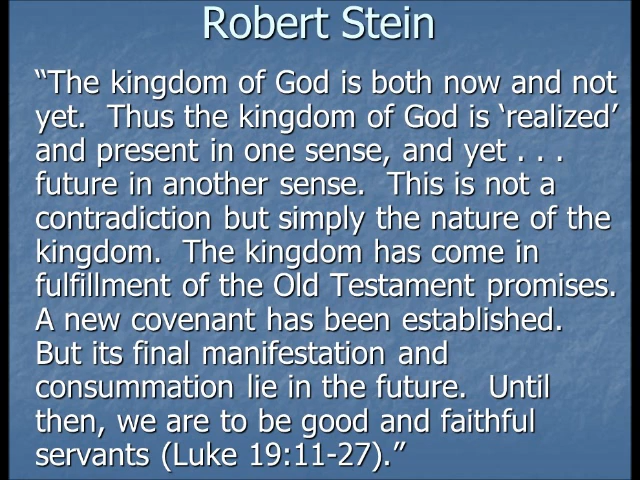 Robert Stein
“The kingdom of God is both now and not
yet.  Thus the kingdom of God is ‘realized’
and present in one sense, and yet . . .
future in another sense.  This is not a
contradiction but simply the nature of the
kingdom.  The kingdom has come in
fulfillment of the Old Testament promises.
A new covenant has been established.
But its final manifestation and
consummation lie in the future.  Until
then, we are to be good and faithful
servants (Luke 19:11-27).”